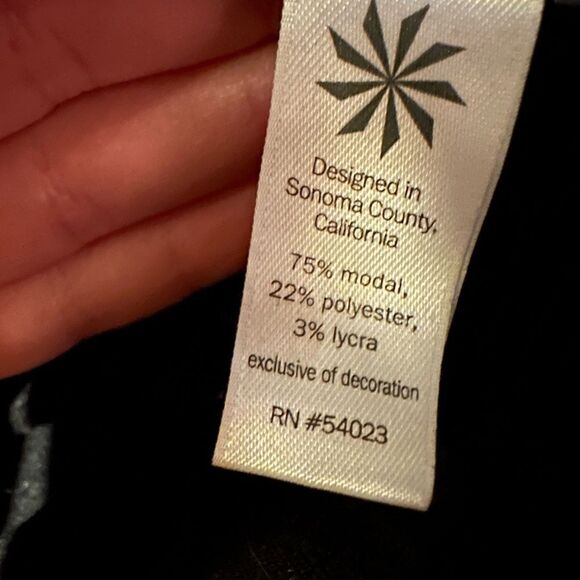 Designed in
Sonoma County,
California
75% modal,
22% polyester,
3% lycra
exclusive of decoration
RN #54023